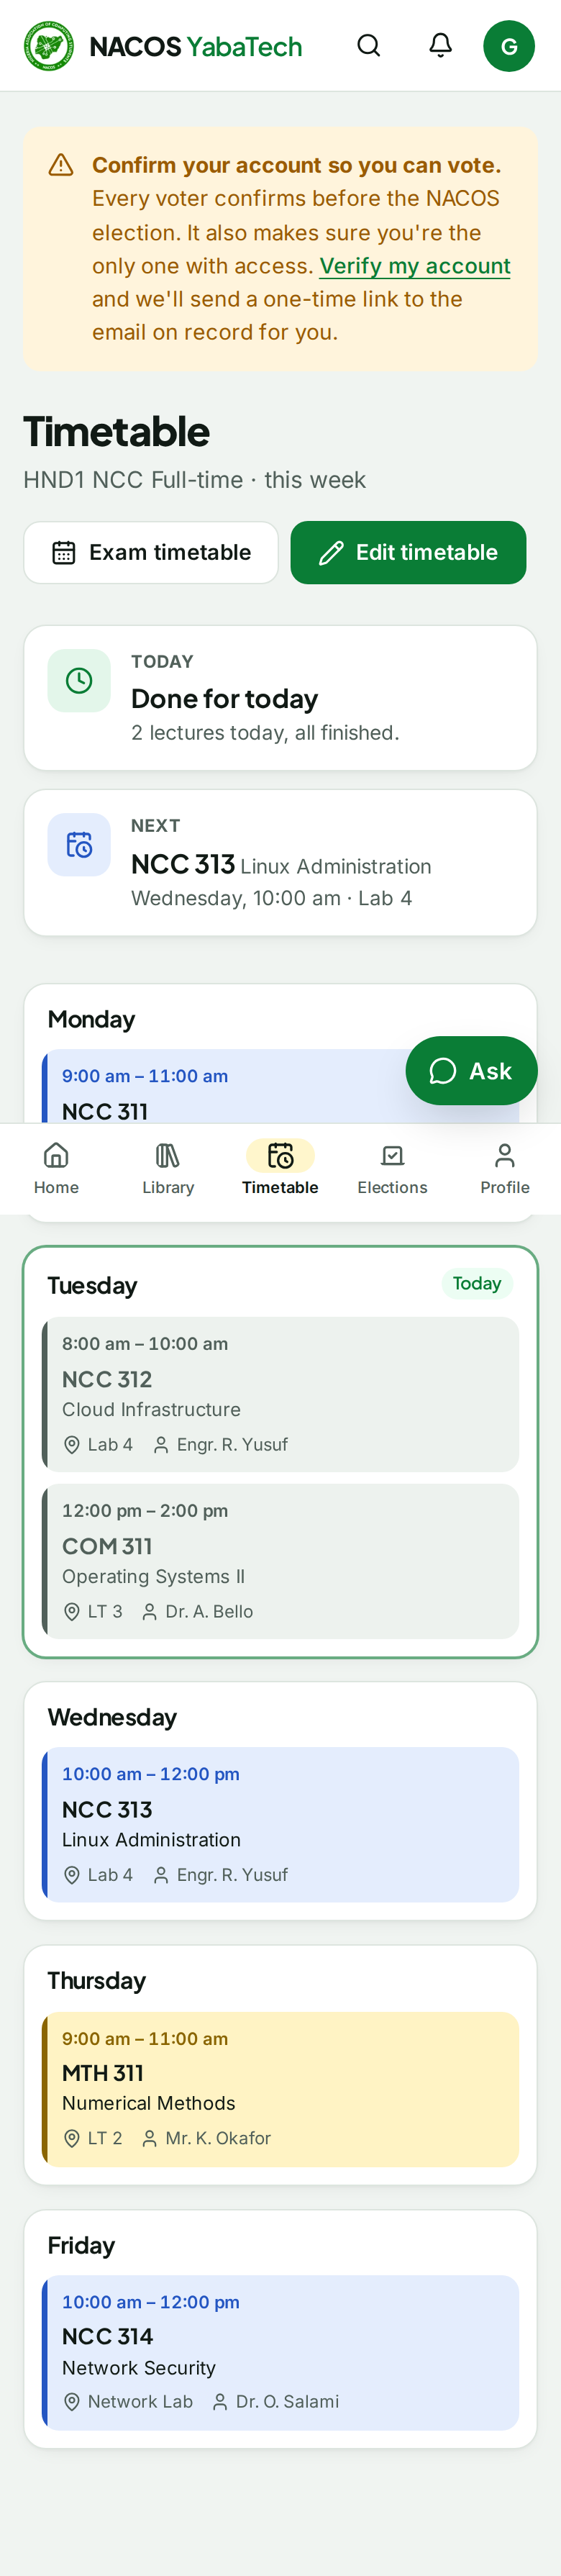 NACOS YabaTech
G
Confirm your account so you can vote.
Every voter confirms before the NACOS
election. It also makes sure you're the
only one with access. Verify my account
and we'll send a one-time link to the
email on record for you.
Timetable
HND1 NCC Full-time · this week
Exam timetable
Edit timetable
TODAY
Done for today
2 lectures today, all finished.
NEXT
NCC 313 Linux Administration
Wednesday, 10:00 am · Lab 4
Monday
9:00 am – 11:00 am
NCC 311
Ask
Home
Library
Timetable
Elections
Profile
Tuesday
Today
8:00 am – 10:00 am
NCC 312
Cloud Infrastructure
Lab 4 Engr. R. Yusuf
12:00 pm – 2:00 pm
COM 311
Operating Systems II
LT 3 Dr. A. Bello
Wednesday
10:00 am – 12:00 pm
NCC 313
Linux Administration
Lab 4 Engr. R. Yusuf
Thursday
9:00 am – 11:00 am
MTH 311
Numerical Methods
LT 2 Mr. K. Okafor
Friday
10:00 am – 12:00 pm
NCC 314
Network Security
Network Lab Dr. O. Salami